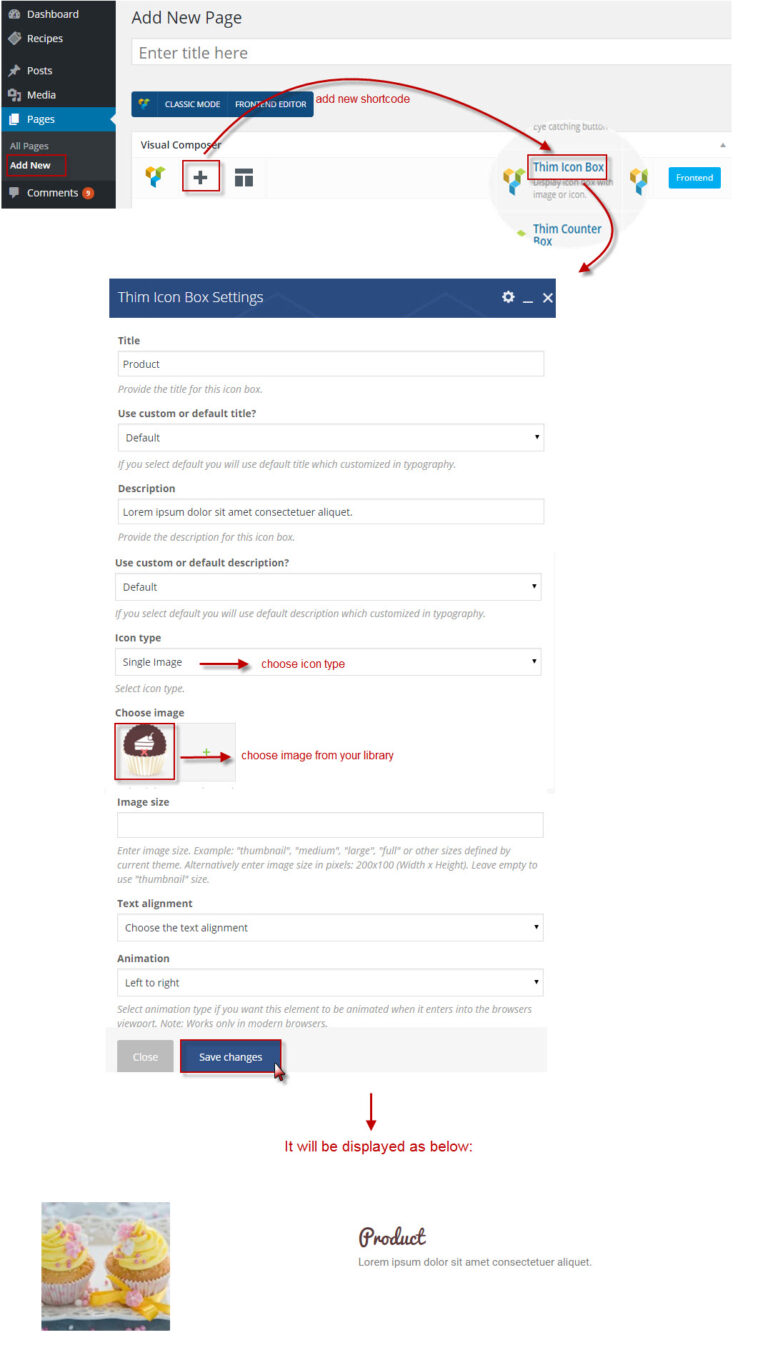 Dashboard
Add New Page
Recipes
Enter title here
Posts
Media
CLASSIC MODE
FRONTEND EDITOR
add new shortcode
Pages
Eye catching button
Visual Composer
All Pages
Add New
Thim Icon Box
Display icon box with
image or icon.
Frontend
Comments 9
Thim Counter
Box
Thim Icon Box Settings
Title
Product
Provide the title for this icon box.
Use custom or default title?
Default
If you select default you will use default title which customized in typography.
Description
Lorem ipsum dolor sit amet consectetuer aliquet.
Provide the description for this icon box.
Use custom or default description?
Default
If you select default you will use default description which customized in typography.
Icon type
Single Image
choose icon type
Select icon type.
Choose image
choose image from your library
Image size
Enter image size. Example: "thumbnail", "medium", "large", "full" or other sizes defined by
current theme. Alternatively enter image size in pixels: 200x100 (Width x Height). Leave empty to
use "thumbnail" size.
Text alignment
Choose the text alignment
Animation
Left to right
Select animation type if you want this element to be animated when it enters into the browsers
viewport. Note: Works only in modern browsers.
Close
Save changes
It will be displayed as below:
Product
Lorem ipsum dolor sit amet consectetuer aliquet.